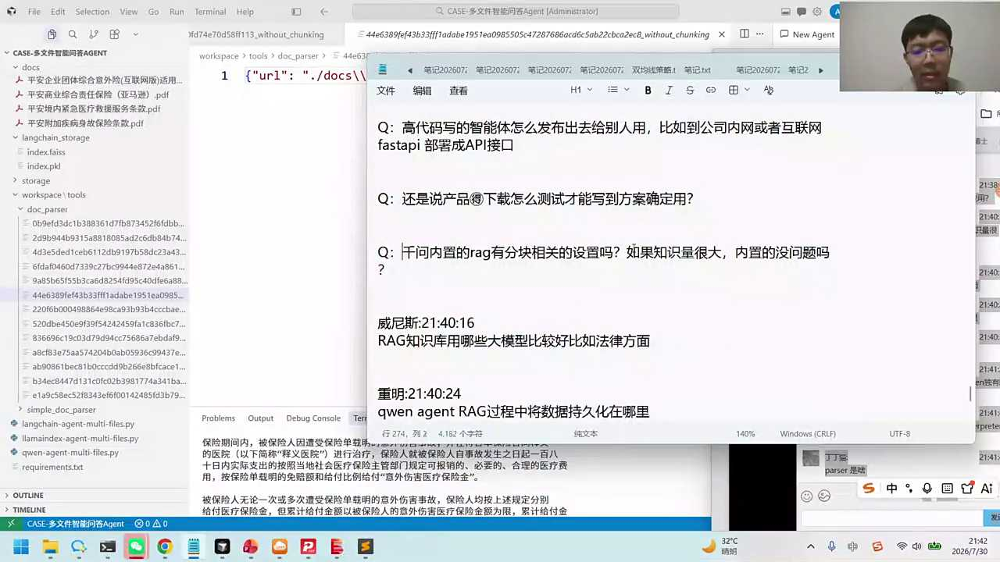 File Edit Selection View Go Run Terminal Help
CASE-多文件智能问答Agent [Administrator]
CASE-多文件智能问答AGENT
docs
平安企业团体综合意外险(互联网版)适用...
平安商业综合责任保险（亚马逊）.pdf
平安境内紧急医疗救援服务条款.pdf
平安附加疾病身故保险条款.pdf
langchain_storage
index.faiss
index.pkl
storage
workspace \ tools
doc_parser
0b9efd3dc1b388361d7fb873452f6fdbb...
2d9b944b9315a8818085ad2c6db84b74...
4d3e5ded1ceb6112db9197b58dc23a43...
6fdaf0460d7339c27bc9944e872e4a861...
9a85b65f55b3ca6d8254fd95c40dfe6a88...
44e6389fef43b33fff1adabe1951ea0985...
220f6b000498864e98ca93b93b4cccbae...
520dbe450e9f39f54242459fa1c836fbc7...
836696c19c03d79d94cc75686a7ebdaf9...
a8cf83e75aa574204b0ab05936c99437e...
ab90861bec81b0cccdd9b266e8bfcace1...
b34ec8447d131c0fc02b3981774a341ba...
e1a9c58ec52f8343ef6f00142485fd3b79...
simple_doc_parser
langchain-agent-multi-files.py
llamaindex-agent-multi-files.py
qwen-agent-multi-files.py
requirements.txt
OUTLINE
TIMELINE
0fd74e70d58ff113_without_chunking
44e6389fef43b33fff1adabe1951ea0985505c47287686acd6c5ab22cbca2ec8_without_chunking
New Agent
workspace > tools > doc_parser > 44e63
1 {"url": "./docs\\
笔记202607 笔记202607 笔记202607 笔记202607 双均线策略.t 笔记.txt 笔记202607 笔记2
文件 编辑 查看 H1
Q：高代码写的智能体怎么发布出去给别人用，比如到公司内网或者互联网
fastapi 部署成API接口
Q：还是说产品🉐下载怎么测试才能写到方案确定用？
Q：千问内置的rag有分块相关的设置吗？如果知识量很大，内置的没问题吗
？
威尼斯:21:40:16
RAG知识库用哪些大模型比较好比如法律方面
重明:21:40:24
qwen agent RAG过程中将数据持久化在哪里
行 274，列 3 4,182 个字符 纯文本 140% Windows (CRLF) UTF-8
Problems Output Debug Console Ter
的医院（以下简称“释义医院”）进行治疗，保险人就被保险人自事故发生之日起一百八
十日内实际支出的按照当地社会医疗保险主管部门规定可报销的、必要的、合理的医疗费
用，按保险单载明的免赔额和给付比例给付“意外伤害医疗保险金”。
被保险人无论一次或多次遭受保险单载明的意外伤害事故，保险人均按上述规定分别
给付医疗保险金，但累计给付金额以被保险人的意外伤害医疗保险金额为限，累计给付金
丁丁
parser 是啥
中
CASE-多文件智能问答Agent 0 0
32°C
晴朗
21:42
2026/7/30